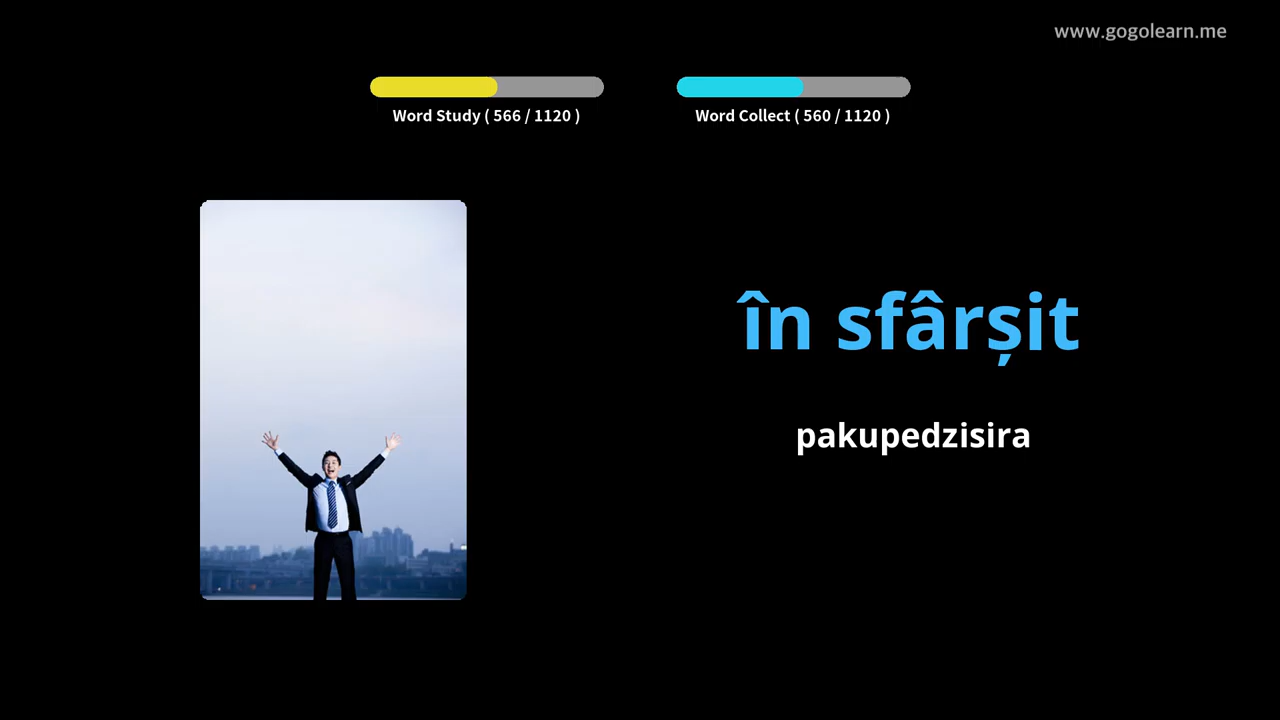 www.gogolearn.me
Word Study ( 566 / 1120 )
Word Collect ( 560 / 1120 )
în sfârșit
pakupedzisira